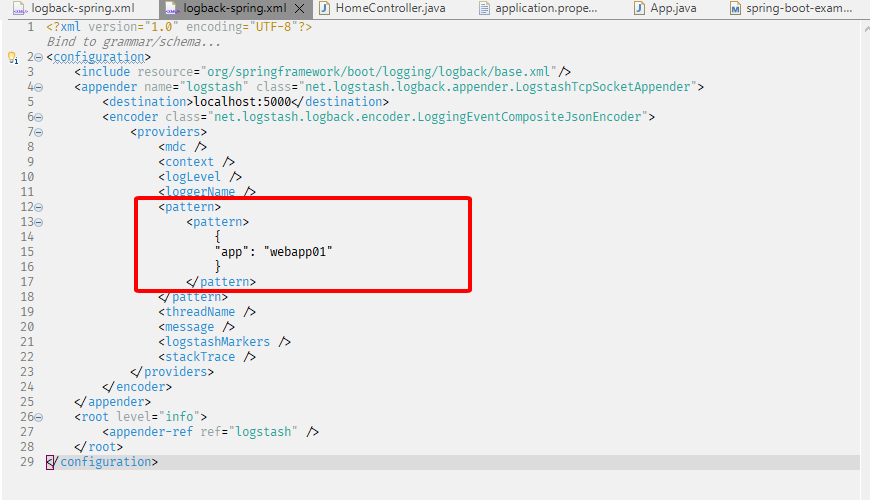 logback-spring.xml logback-spring.xml HomeController.java application.prope... App.java spring-boot-exam...
1 <?xml version="1.0" encoding="UTF-8"?>
Bind to grammar/schema...
2 <configuration>
3 <include resource="org/springframework/boot/logging/logback/base.xml"/>
4 <appender name="logstash" class="net.logstash.logback.appender.LogstashTcpSocketAppender">
5 <destination>localhost:5000</destination>
6 <encoder class="net.logstash.logback.encoder.LoggingEventCompositeJsonEncoder">
7 <providers>
8 <mdc />
9 <context />
10 <logLevel />
11 <loggerName />
12 <pattern>
13 <pattern>
14 {
15 "app": "webapp01"
16 }
17 </pattern>
18 </pattern>
19 <threadName />
20 <message />
21 <logstashMarkers />
22 <stackTrace />
23 </providers>
24 </encoder>
25 </appender>
26 <root level="info">
27 <appender-ref ref="logstash" />
28 </root>
29 </configuration>